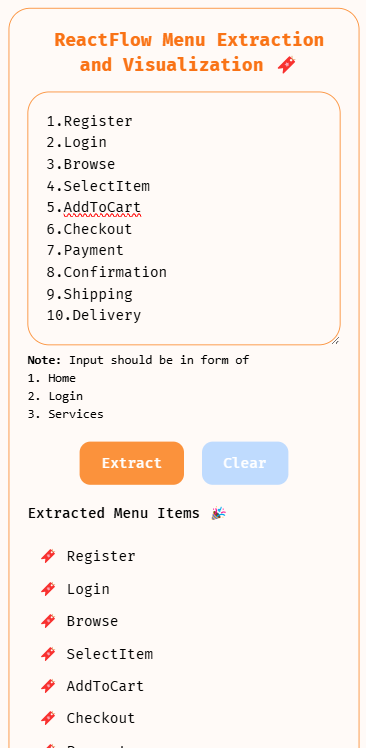 ReactFlow Menu Extraction
and Visualization
1.Register
2.Login
3.Browse
4.SelectItem
5.AddToCart
6.Checkout
7.Payment
8.Confirmation
9.Shipping
10.Delivery
Note: Input should be in form of
1. Home
2. Login
3. Services
Extract Clear
Extracted Menu Items
Register
Login
Browse
SelectItem
AddToCart
Checkout